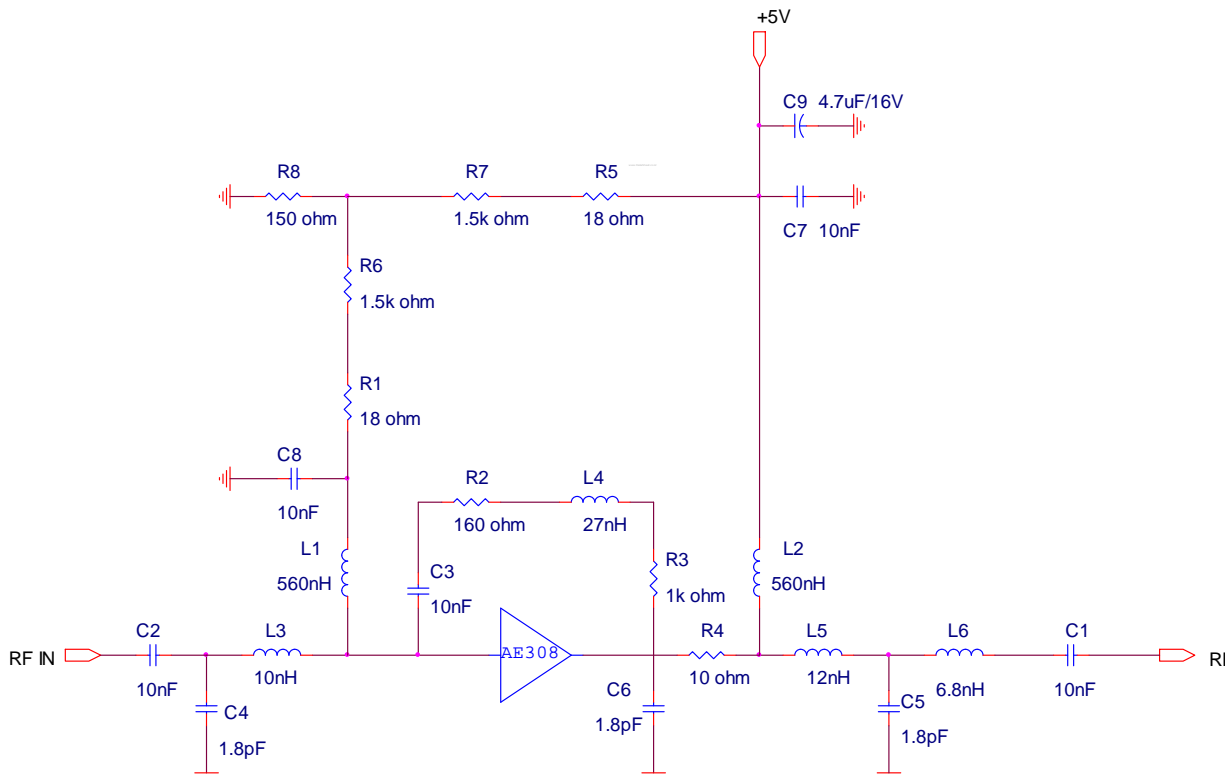 +5V
C9 4.7uF/16V
R8
R7
R5
150 ohm
1.5k ohm
18 ohm
C7 10nF
R6
1.5k ohm
R1
18 ohm
C8
10nF
R2
L4
160 ohm
27nH
L1
560nH
C3
10nF
R3
1k ohm
L2
560nH
RF IN
C2
10nF
L3
10nH
AE308
R4
10 ohm
L5
12nH
L6
6.8nH
C1
10nF
C4
1.8pF
C6
1.8pF
C5
1.8pF